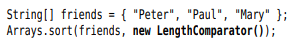 String[] friends = { "Peter", "Paul", "Mary" };
Arrays.sort(friends, new LengthComparator());